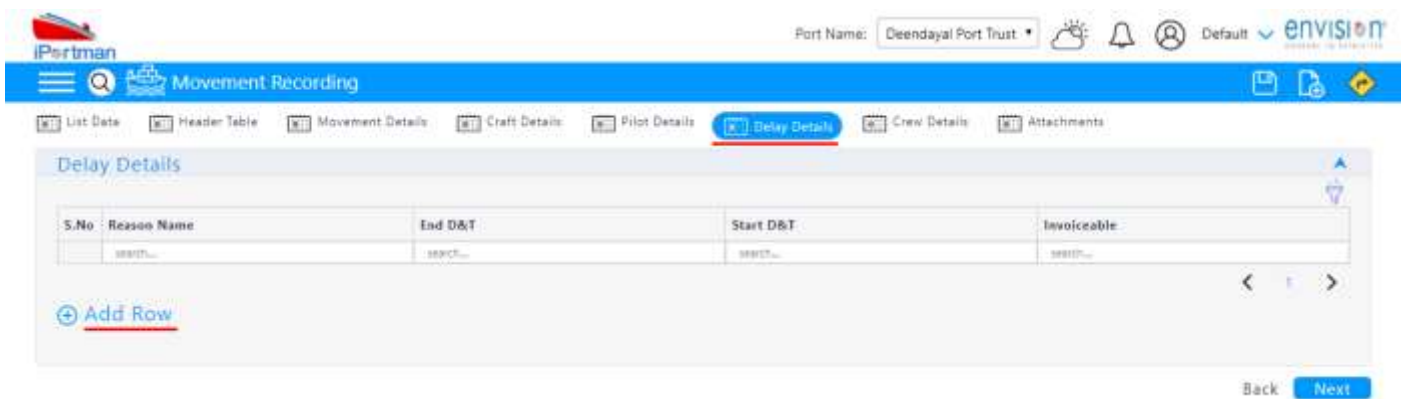 Port Name: Deendayal Port Trust Default envision
iPortman
Movement Recording
List Data Header Table Movement Details Craft Details Pilot Details Delay Details Crew Details Attachments
Delay Details
S.No Reason Name End D&T Start D&T Invoiceable
search... search... search... search...
1
Add Row
Back Next